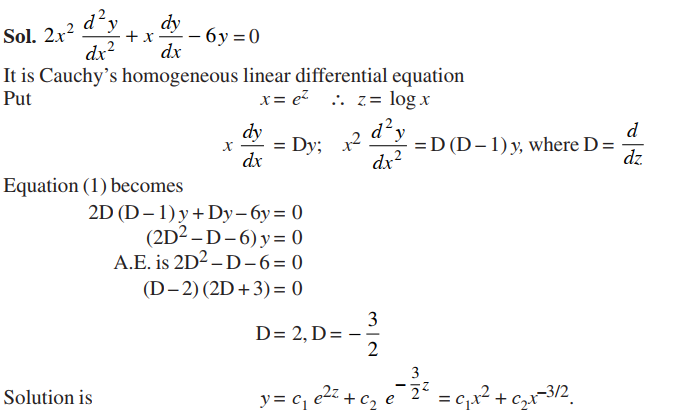 Sol. 2x² d²y/dx² + x dy/dx − 6y = 0
It is Cauchy's homogeneous linear differential equation
Put x = eᶻ ∴ z = log x
x dy/dx = Dy; x² d²y/dx² = D (D – 1) y, where D = d/dz
Equation (1) becomes
2D (D – 1) y + Dy – 6y = 0
(2D² – D – 6) y = 0
A.E. is 2D² – D – 6 = 0
(D – 2) (2D + 3) = 0
D = 2, D = −3/2
Solution is y = c₁ e^{2z} + c₂ e^{−(3/2)z} = c₁x² + c₂x^{−3/2}.